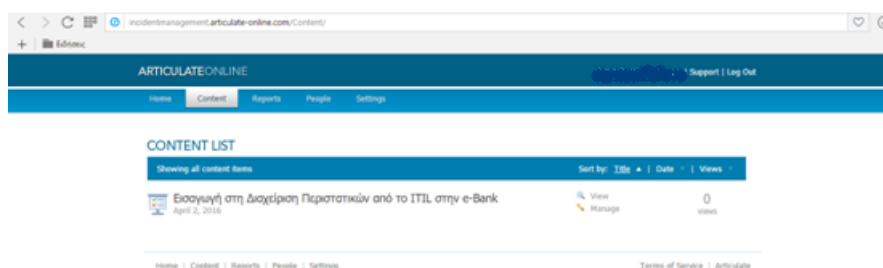 incidentmanagement.articulate-online.com/Content/
Ειδήσεις
ARTICULATEONLINE
Support | Log Out
Home Content Reports People Settings
CONTENT LIST
Showing all content items Sort by: Title ▲ | Date | Views
Εισαγωγή στη Διαχείριση Περιστατικών από το ITIL στην e-Bank View 0
April 2, 2016 Manage views
Home | Content | Reports | People | Settings Terms of Service | Articulate